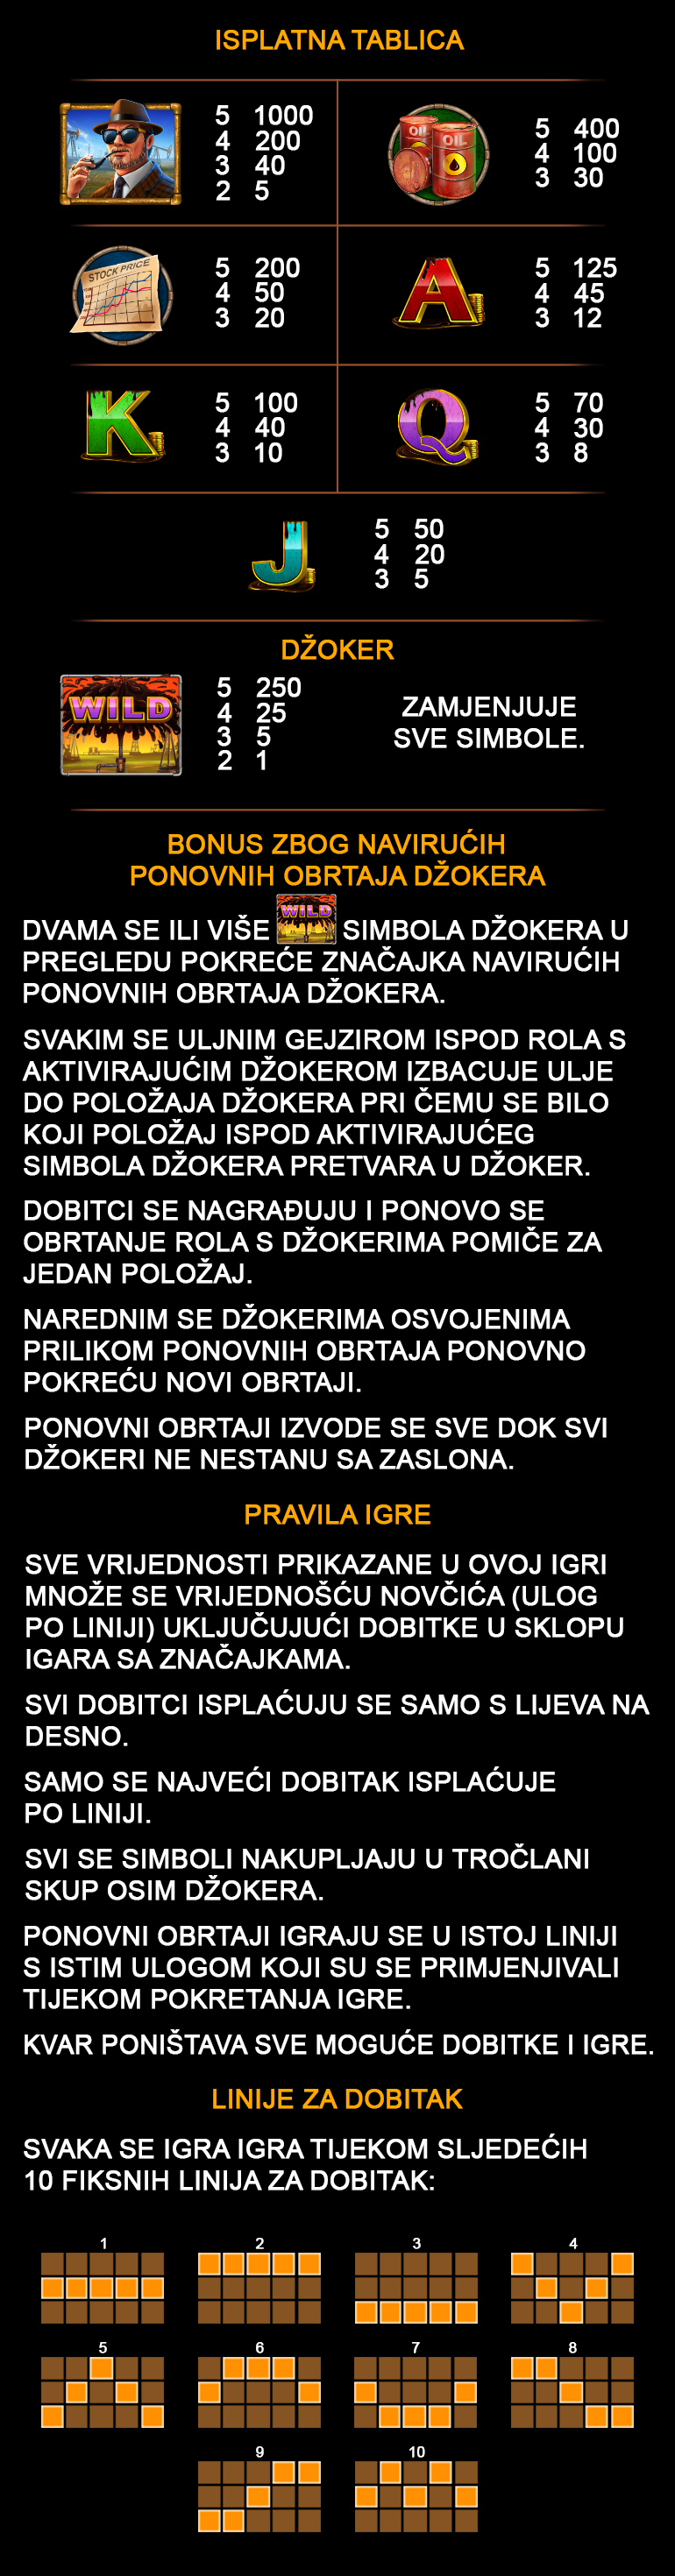 ISPLATNA TABLICA
5 1000
4 200
3 40
2 5
OIL
OIL
5 400
4 100
3 30
STOCK PRICE
5 200
4 50
3 20
A
5 125
4 45
3 12
K
5 100
4 40
3 10
Q
5 70
4 30
3 8
J
5 50
4 20
3 5
DŽOKER
WILD
5 250
4 25
3 5
2 1
ZAMJENJUJE
SVE SIMBOLE.
BONUS ZBOG NAVIRUĆIH
PONOVNIH OBRTAJA DŽOKERA
DVAMA SE ILI VIŠE WILD SIMBOLA DŽOKERA U
PREGLEDU POKREĆE ZNAČAJKA NAVIRUĆIH
PONOVNIH OBRTAJA DŽOKERA.
SVAKIM SE ULJNIM GEJZIROM ISPOD ROLA S
AKTIVIRAJUĆIM DŽOKEROM IZBACUJE ULJE
DO POLOŽAJA DŽOKERA PRI ČEMU SE BILO
KOJI POLOŽAJ ISPOD AKTIVIRAJUĆEG
SIMBOLA DŽOKERA PRETVARA U DŽOKER.
DOBITCI SE NAGRAĐUJU I PONOVO SE
OBRTANJE ROLA S DŽOKERIMA POMIČE ZA
JEDAN POLOŽAJ.
NAREDNIM SE DŽOKERIMA OSVOJENIMA
PRILIKOM PONOVNIH OBRTAJA PONOVNO
POKREĆU NOVI OBRTAJI.
PONOVNI OBRTAJI IZVODE SE SVE DOK SVI
DŽOKERI NE NESTANU SA ZASLONA.
PRAVILA IGRE
SVE VRIJEDNOSTI PRIKAZANE U OVOJ IGRI
MNOŽE SE VRIJEDNOŠĆU NOVČIĆA (ULOG
PO LINIJI) UKLJUČUJUĆI DOBITKE U SKLOPU
IGARA SA ZNAČAJKAMA.
SVI DOBITCI ISPLAĆUJU SE SAMO S LIJEVA NA
DESNO.
SAMO SE NAJVEĆI DOBITAK ISPLAĆUJE
PO LINIJI.
SVI SE SIMBOLI NAKUPLJAJU U TROČLANI
SKUP OSIM DŽOKERA.
PONOVNI OBRTAJI IGRAJU SE U ISTOJ LINIJI
S ISTIM ULOGOM KOJI SU SE PRIMJENJIVALI
TIJEKOM POKRETANJA IGRE.
KVAR PONIŠTAVA SVE MOGUĆE DOBITKE I IGRE.
LINIJE ZA DOBITAK
SVAKA SE IGRA IGRA TIJEKOM SLJEDEĆIH
10 FIKSNIH LINIJA ZA DOBITAK:
1 2 3 4
5 6 7 8
9 10